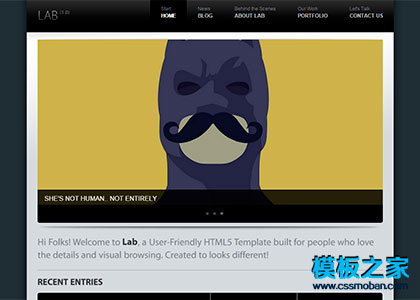 LAB
Start
HOME
News
BLOG
Behind the Scenes
ABOUT LAB
Our Work
PORTFOLIO
Let's Talk
CONTACT US
SHE'S NOT HUMAN.. NOT ENTIRELY
Hi Folks! Welcome to Lab, a User-Friendly HTML5 Template built for people who love
the details and visual browsing. Created to looks different!
RECENT ENTRIES
模板之家
www.cssmoban.com